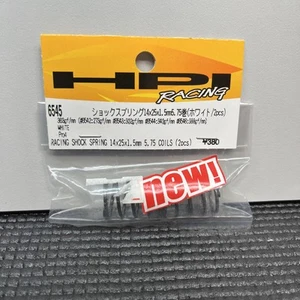 HPI
RACING
6545
ショックスプリング14x25x1.5mm5.75巻(ホワイト/2pcs)
WHITE
Pro4
¥380
RACING SHOCK SPRING 14x25x1.5mm 5.75 COILS (2pcs)
new!